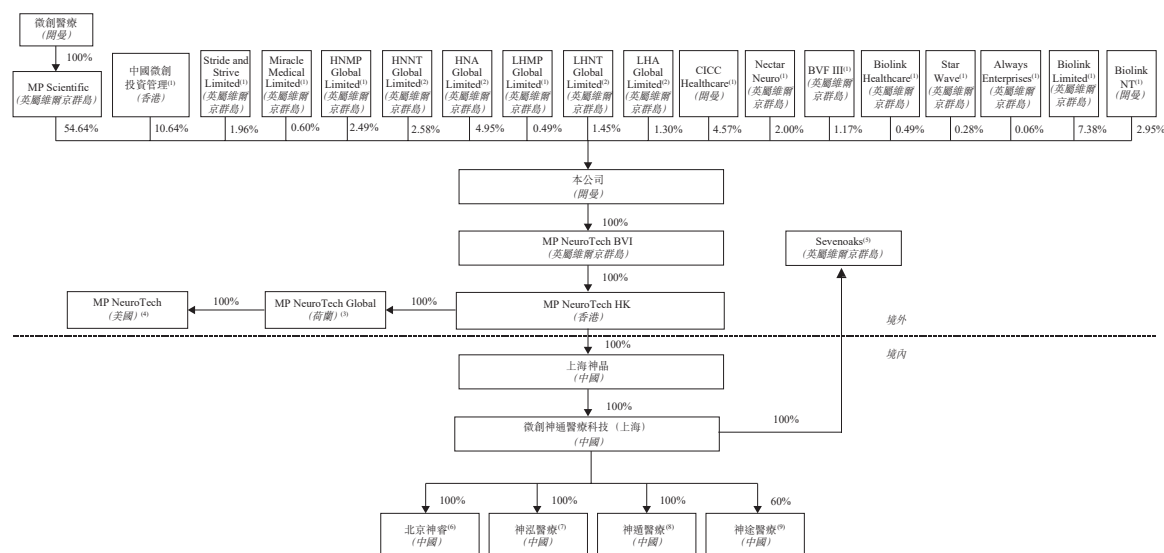 微創醫療
(開曼)
100%
MP Scientific
(英屬維爾京群島)
中國微創
投資管理(1)
(香港)
Stride and
Strive
Limited(1)
(英屬維爾
京群島)
Miracle
Medical
Limited(1)
(英屬維爾
京群島)
HNMP
Global
Limited(1)
(英屬維爾
京群島)
HNNT
Global
Limited(2)
(英屬維爾
京群島)
HNA
Global
Limited(2)
(英屬維爾
京群島)
LHMP
Global
Limited(1)
(英屬維爾
京群島)
LHNT
Global
Limited(2)
(英屬維爾
京群島)
LHA
Global
Limited(2)
(英屬維爾
京群島)
CICC
Healthcare(1)
(開曼)
Nectar
Neuro(1)
(英屬維爾
京群島)
BVF III(1)
(英屬維爾
京群島)
Biolink
Healthcare(1)
(英屬維爾
京群島)
Star
Wave(1)
(英屬維爾
京群島)
Always
Enterprises(1)
(英屬維爾
京群島)
Biolink
Limited(1)
(英屬維爾
京群島)
Biolink
NT(1)
(開曼)
54.64%
10.64%
1.96%
0.60%
2.49%
2.58%
4.95%
0.49%
1.45%
1.30%
4.57%
2.00%
1.17%
0.49%
0.28%
0.06%
7.38%
2.95%
本公司
(開曼)
100%
MP NeuroTech BVI
(英屬維爾京群島)
Sevenoaks(5)
(英屬維爾京群島)
100%
MP NeuroTech
(美國) (4)
100%
MP NeuroTech Global
(荷蘭) (3)
100%
MP NeuroTech HK
(香港)
境外
境內
100%
上海神晶
(中國)
100%
微創神通醫療科技（上海）
(中國)
100%
100%
100%
100%
60%
北京神睿(6)
(中國)
神泓醫療(7)
(中國)
神遁醫療(8)
(中國)
神途醫療(9)
(中國)